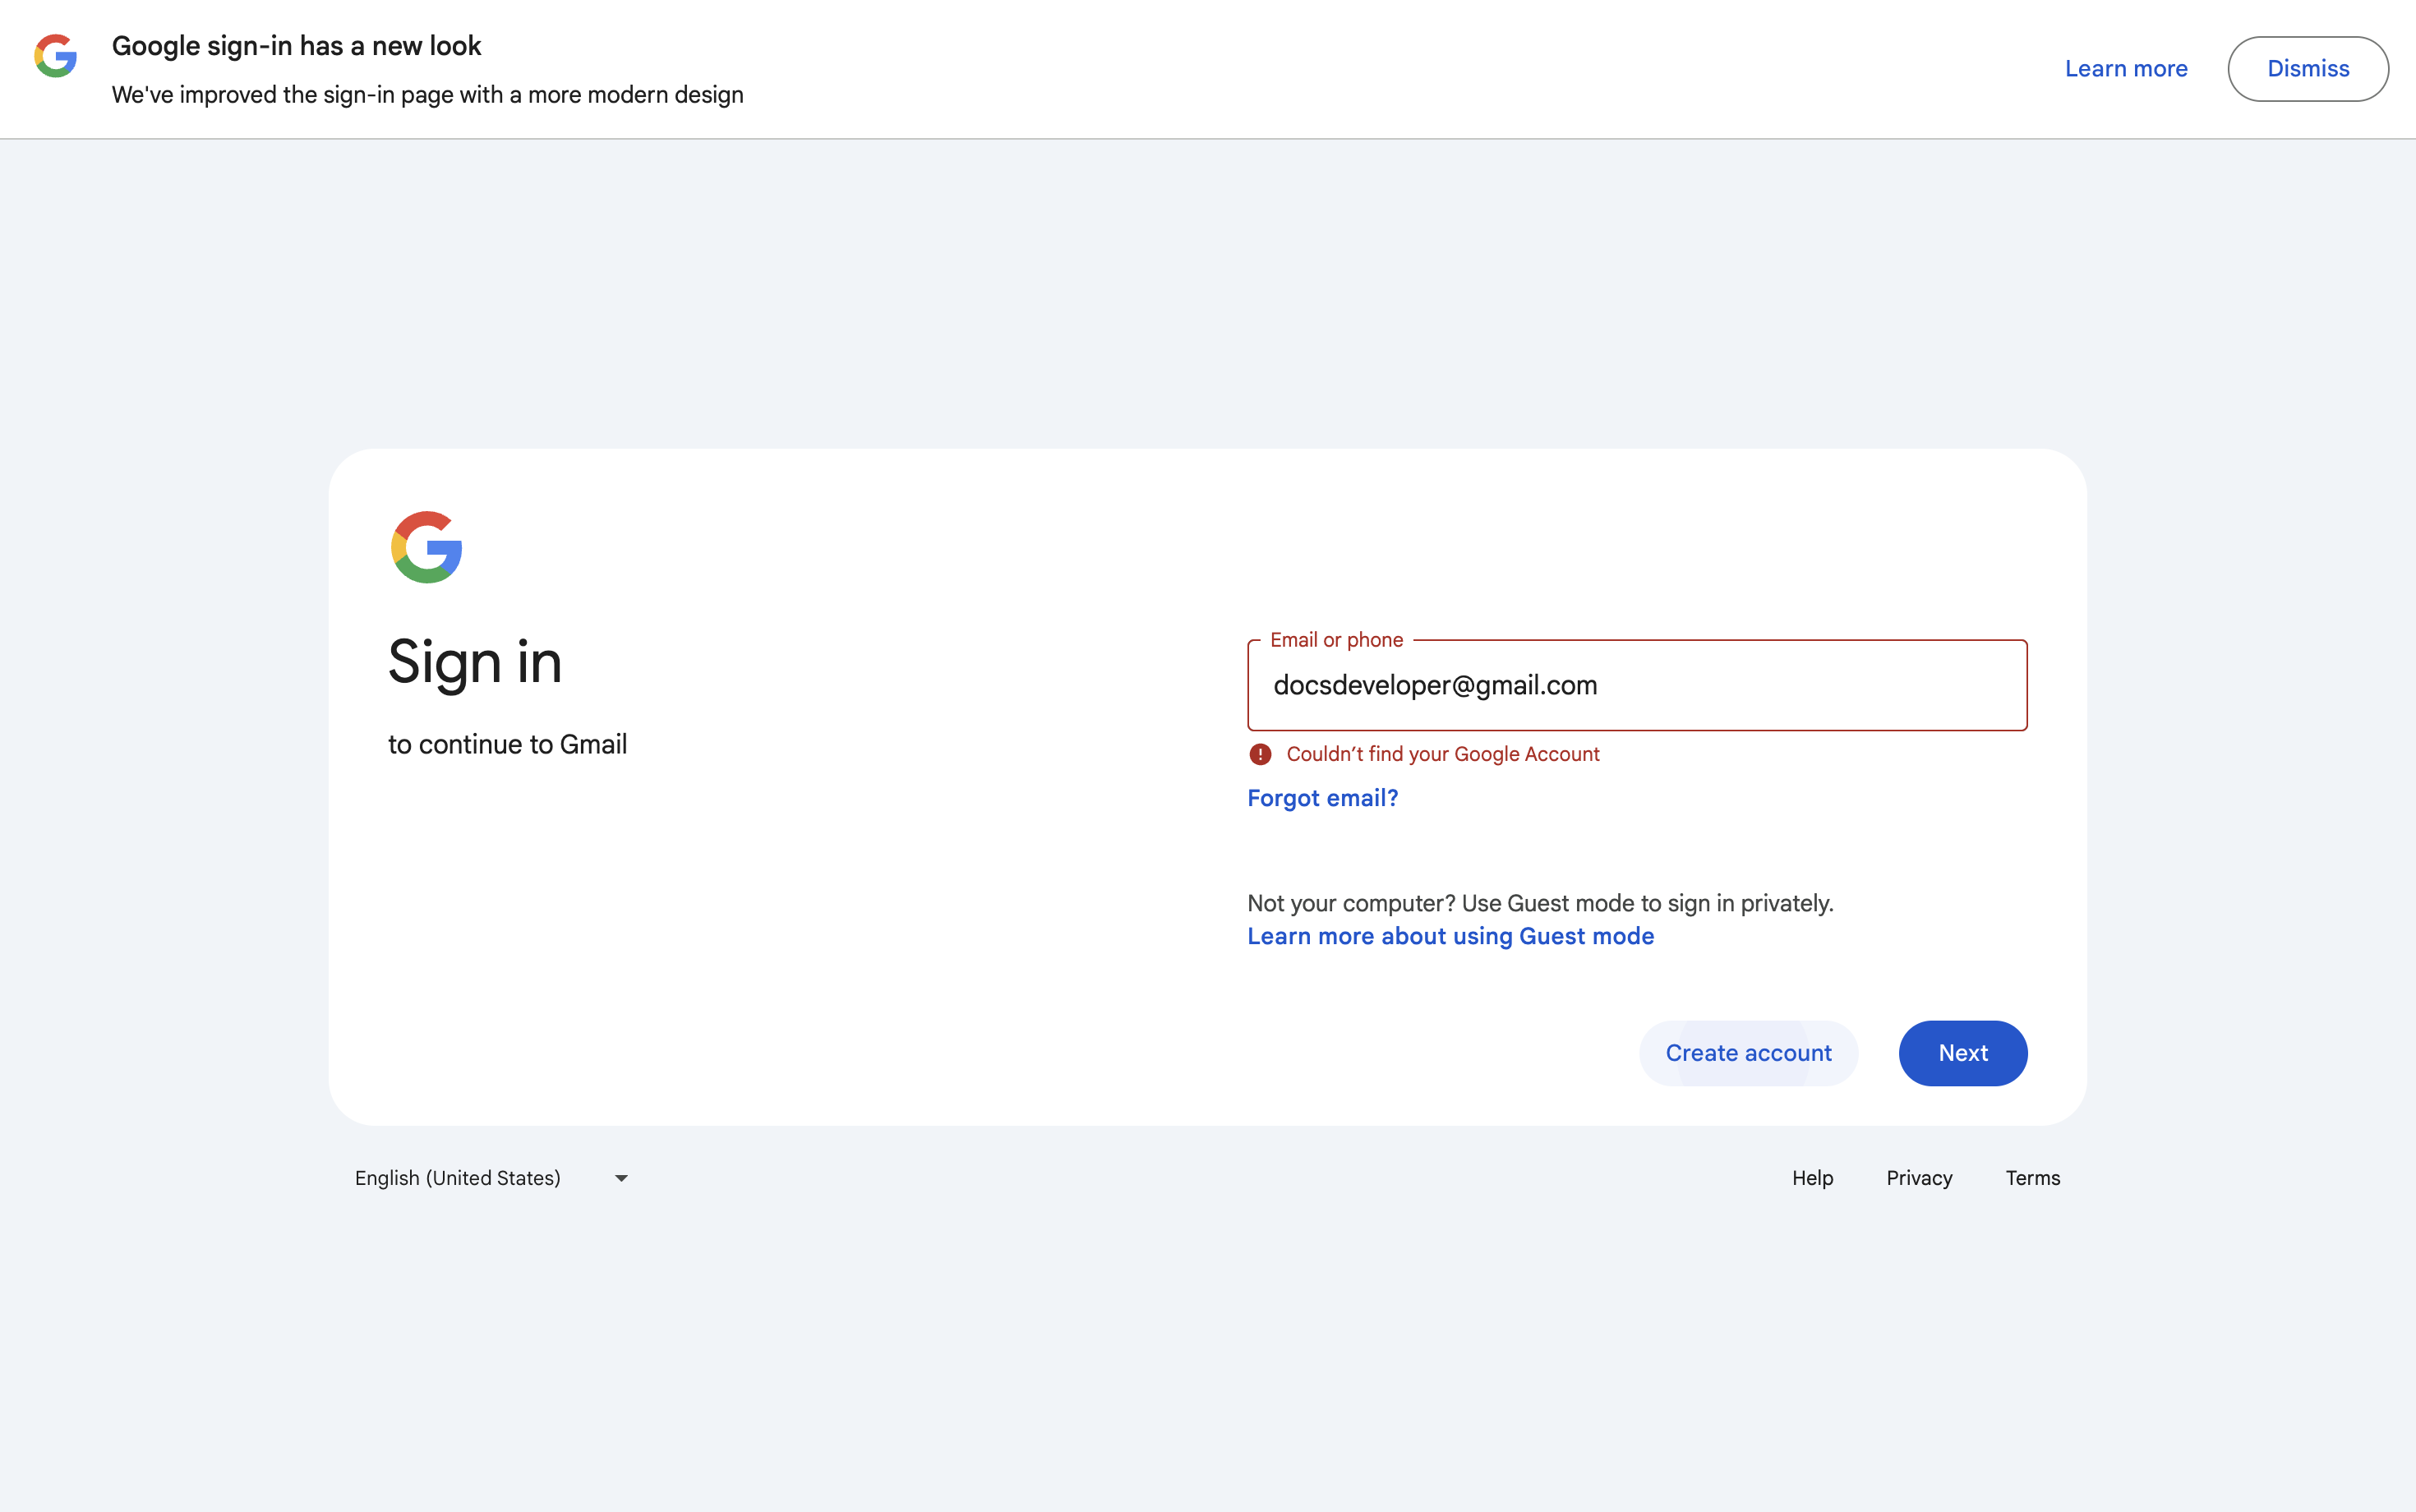 Google sign-in has a new look
We've improved the sign-in page with a more modern design
Learn more
Dismiss
Sign in
to continue to Gmail
Email or phone
docsdeveloper@gmail.com
Couldn’t find your Google Account
Forgot email?
Not your computer? Use Guest mode to sign in privately.
Learn more about using Guest mode
Create account
Next
English (United States)
Help
Privacy
Terms